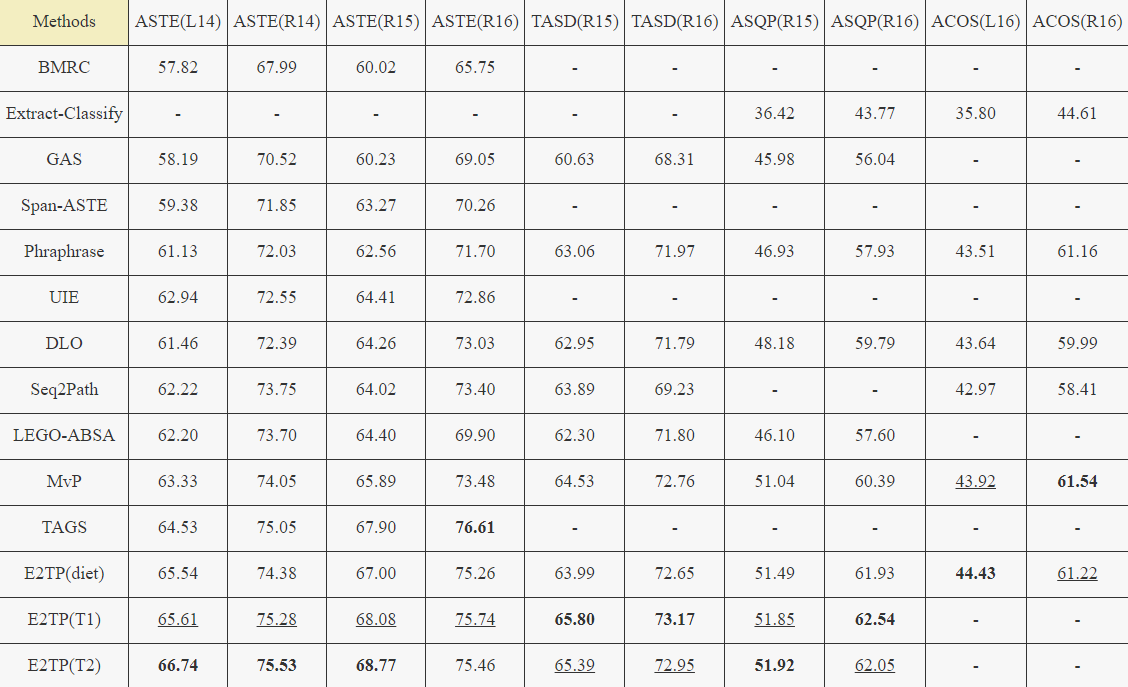 Methods ASTE(L14) ASTE(R14) ASTE(R15) ASTE(R16) TASD(R15) TASD(R16) ASQP(R15) ASQP(R16) ACOS(L16) ACOS(R16)
BMRC 57.82 67.99 60.02 65.75 - - - - - -
Extract-Classify - - - - - - 36.42 43.77 35.80 44.61
GAS 58.19 70.52 60.23 69.05 60.63 68.31 45.98 56.04 - -
Span-ASTE 59.38 71.85 63.27 70.26 - - - - - -
Phraphrase 61.13 72.03 62.56 71.70 63.06 71.97 46.93 57.93 43.51 61.16
UIE 62.94 72.55 64.41 72.86 - - - - - -
DLO 61.46 72.39 64.26 73.03 62.95 71.79 48.18 59.79 43.64 59.99
Seq2Path 62.22 73.75 64.02 73.40 63.89 69.23 - - 42.97 58.41
LEGO-ABSA 62.20 73.70 64.40 69.90 62.30 71.80 46.10 57.60 - -
MvP 63.33 74.05 65.89 73.48 64.53 72.76 51.04 60.39 43.92 61.54
TAGS 64.53 75.05 67.90 76.61 - - - - - -
E2TP(diet) 65.54 74.38 67.00 75.26 63.99 72.65 51.49 61.93 44.43 61.22
E2TP(T1) 65.61 75.28 68.08 75.74 65.80 73.17 51.85 62.54 - -
E2TP(T2) 66.74 75.53 68.77 75.46 65.39 72.95 51.92 62.05 - -